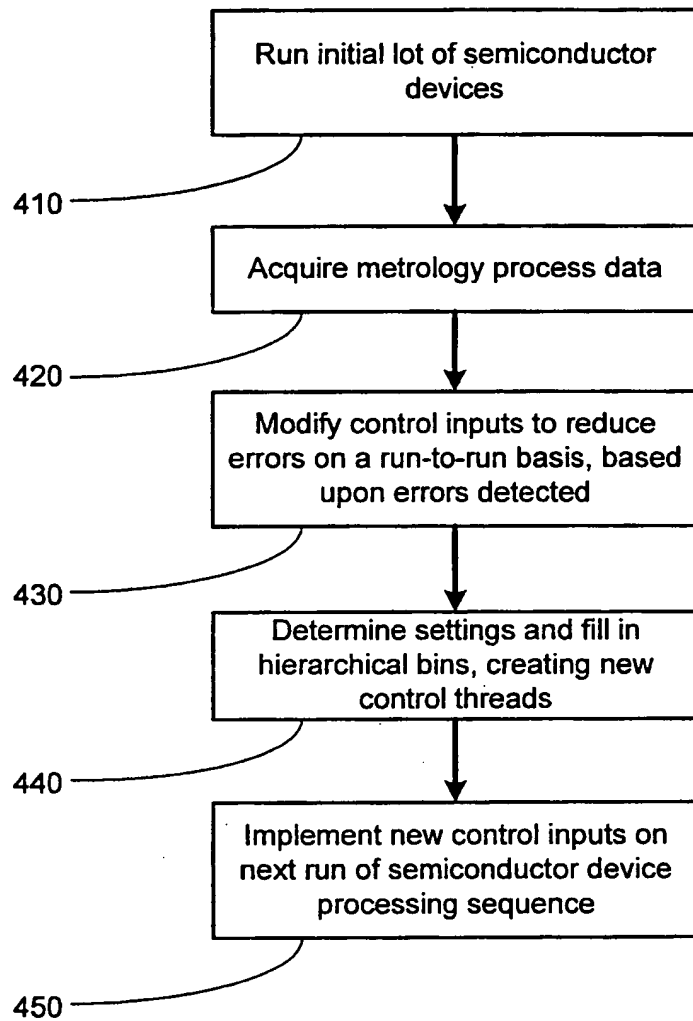 Run initial lot of semiconductor
devices
410
Acquire metrology process data
420
Modify control inputs to reduce
errors on a run-to-run basis, based
upon errors detected
430
Determine settings and fill in
hierarchical bins, creating new
control threads
440
Implement new control inputs on
next run of semiconductor device
processing sequence
450